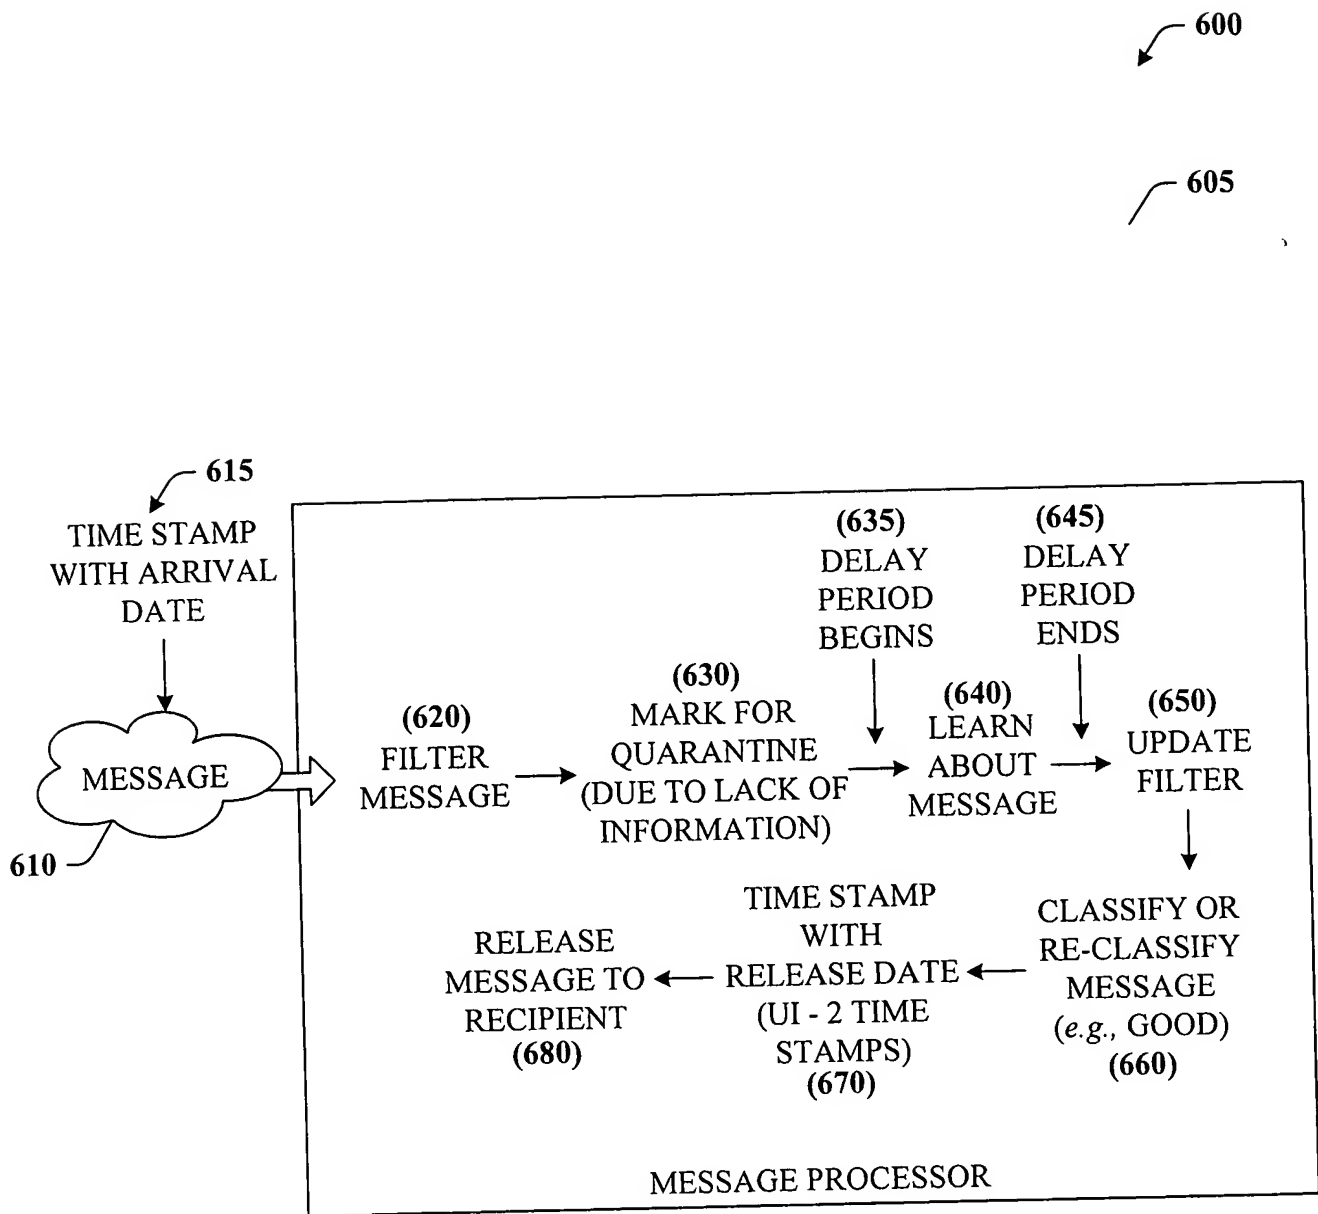 600
605
615
TIME STAMP
WITH ARRIVAL
DATE
MESSAGE
610
(620)
FILTER
MESSAGE
(630)
MARK FOR
QUARANTINE
(DUE TO LACK OF
INFORMATION)
(635)
DELAY
PERIOD
BEGINS
(640)
LEARN
ABOUT
MESSAGE
(645)
DELAY
PERIOD
ENDS
(650)
UPDATE
FILTER
CLASSIFY OR
RE-CLASSIFY
MESSAGE
(e.g., GOOD)
(660)
TIME STAMP
WITH
RELEASE DATE
(UI - 2 TIME
STAMPS)
(670)
RELEASE
MESSAGE TO
RECIPIENT
(680)
MESSAGE PROCESSOR